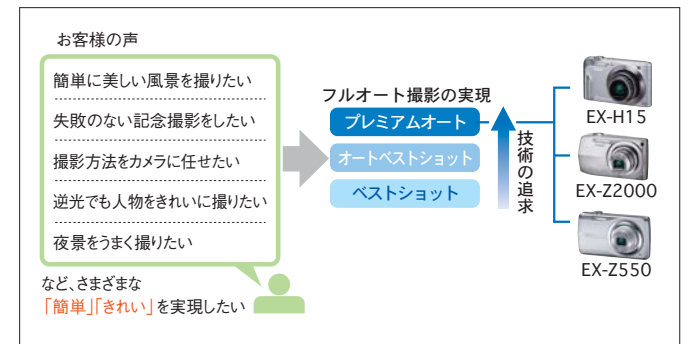 お客様の声
簡単に美しい風景を撮りたい
失敗のない記念撮影をしたい
撮影方法をカメラに任せたい
逆光でも人物をきれいに撮りたい
夜景をうまく撮りたい
など、さまざまな
「簡単」「きれい」を実現したい
フルオート撮影の実現
プレミアムオート
オートベストショット
ベストショット
技術の追求
EX-H15
EX-Z2000
EX-Z550